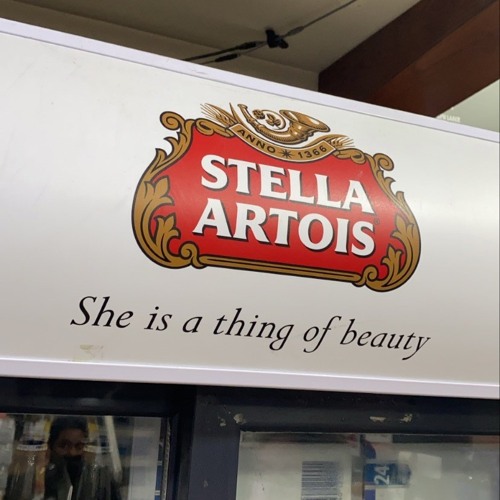 ANNO ✶ 1366
STELLA
ARTOIS
She is a thing of beauty
24